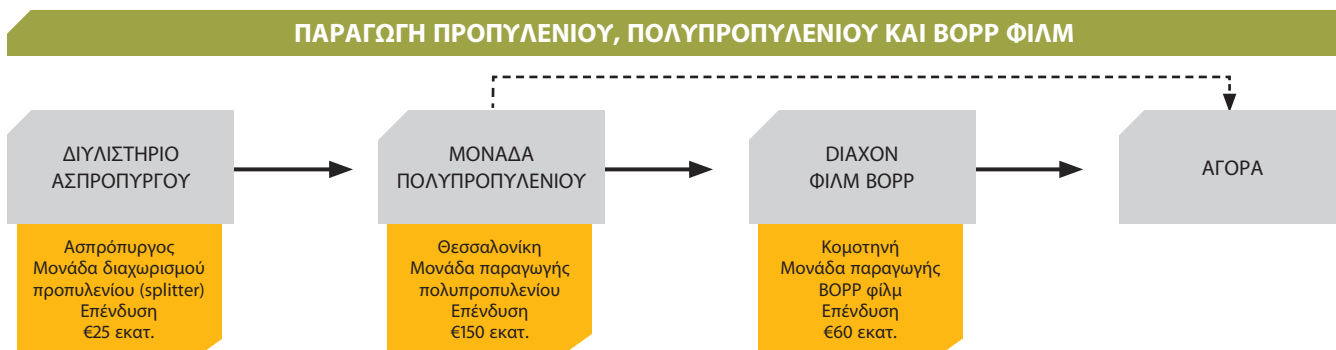 ΠΑΡΑΓΩΓΗ ΠΡΟΠΥΛΕΝΙΟΥ, ΠΟΛΥΠΡΟΠΥΛΕΝΙΟΥ ΚΑΙ BOPP ΦΙΛΜ
ΔΙΥΛΙΣΤΗΡΙΟ
ΑΣΠΡΟΠΥΡΓΟΥ
Ασπρόπυργος
Μονάδα διαχωρισμού
προπυλενίου (splitter)
Επένδυση
€25 εκατ.
ΜΟΝΑΔΑ
ΠΟΛΥΠΡΟΠΥΛΕΝΙΟΥ
Θεσσαλονίκη
Μονάδα παραγωγής
πολυπροπυλενίου
Επένδυση
€150 εκατ.
DIAXON
ΦΙΛΜ BOPP
Κομοτηνή
Μονάδα παραγωγής
BOPP φίλμ
Επένδυση
€60 εκατ.
ΑΓΟΡΑ